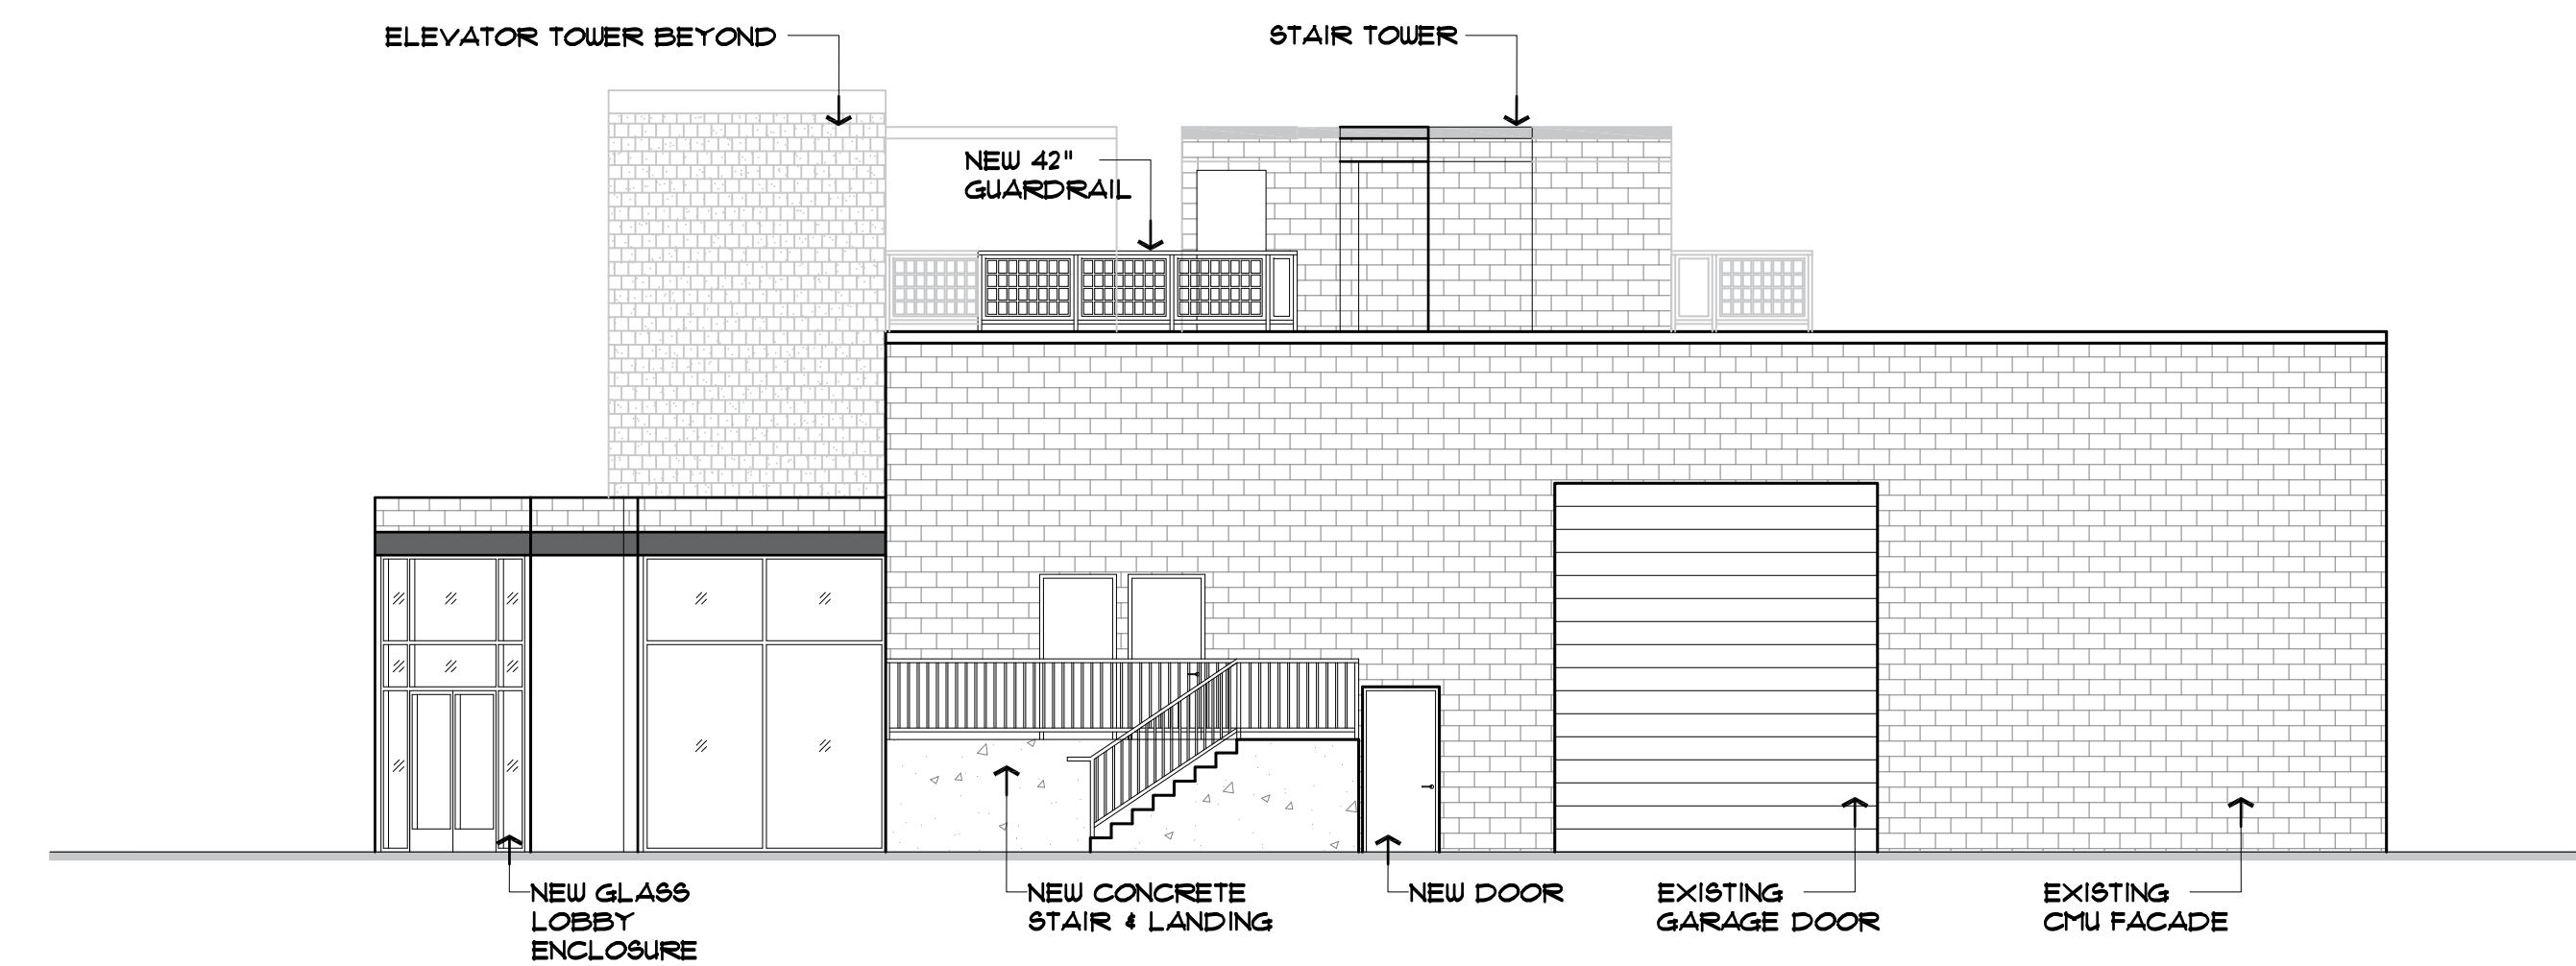 ELEVATOR TOWER BEYOND
STAIR TOWER
NEW 42"
GUARDRAIL
NEW GLASS
LOBBY
ENCLOSURE
NEW CONCRETE
STAIR & LANDING
NEW DOOR
EXISTING
GARAGE DOOR
EXISTING
CMU FACADE